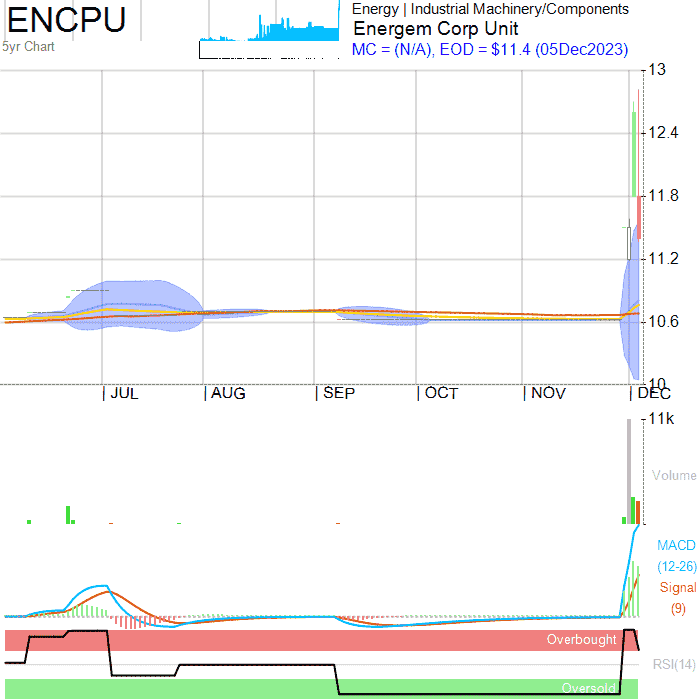 ENCPU
5yr Chart
Energy | Industrial Machinery/Components
Energem Corp Unit
MC = (N/A), EOD = $11.4 (05Dec2023)
13
12.4
11.8
11.2
10.6
10
JUL
AUG
SEP
OCT
NOV
DEC
11k
Volume
MACD
(12-26)
Signal
(9)
Overbought
RSI(14)
Oversold